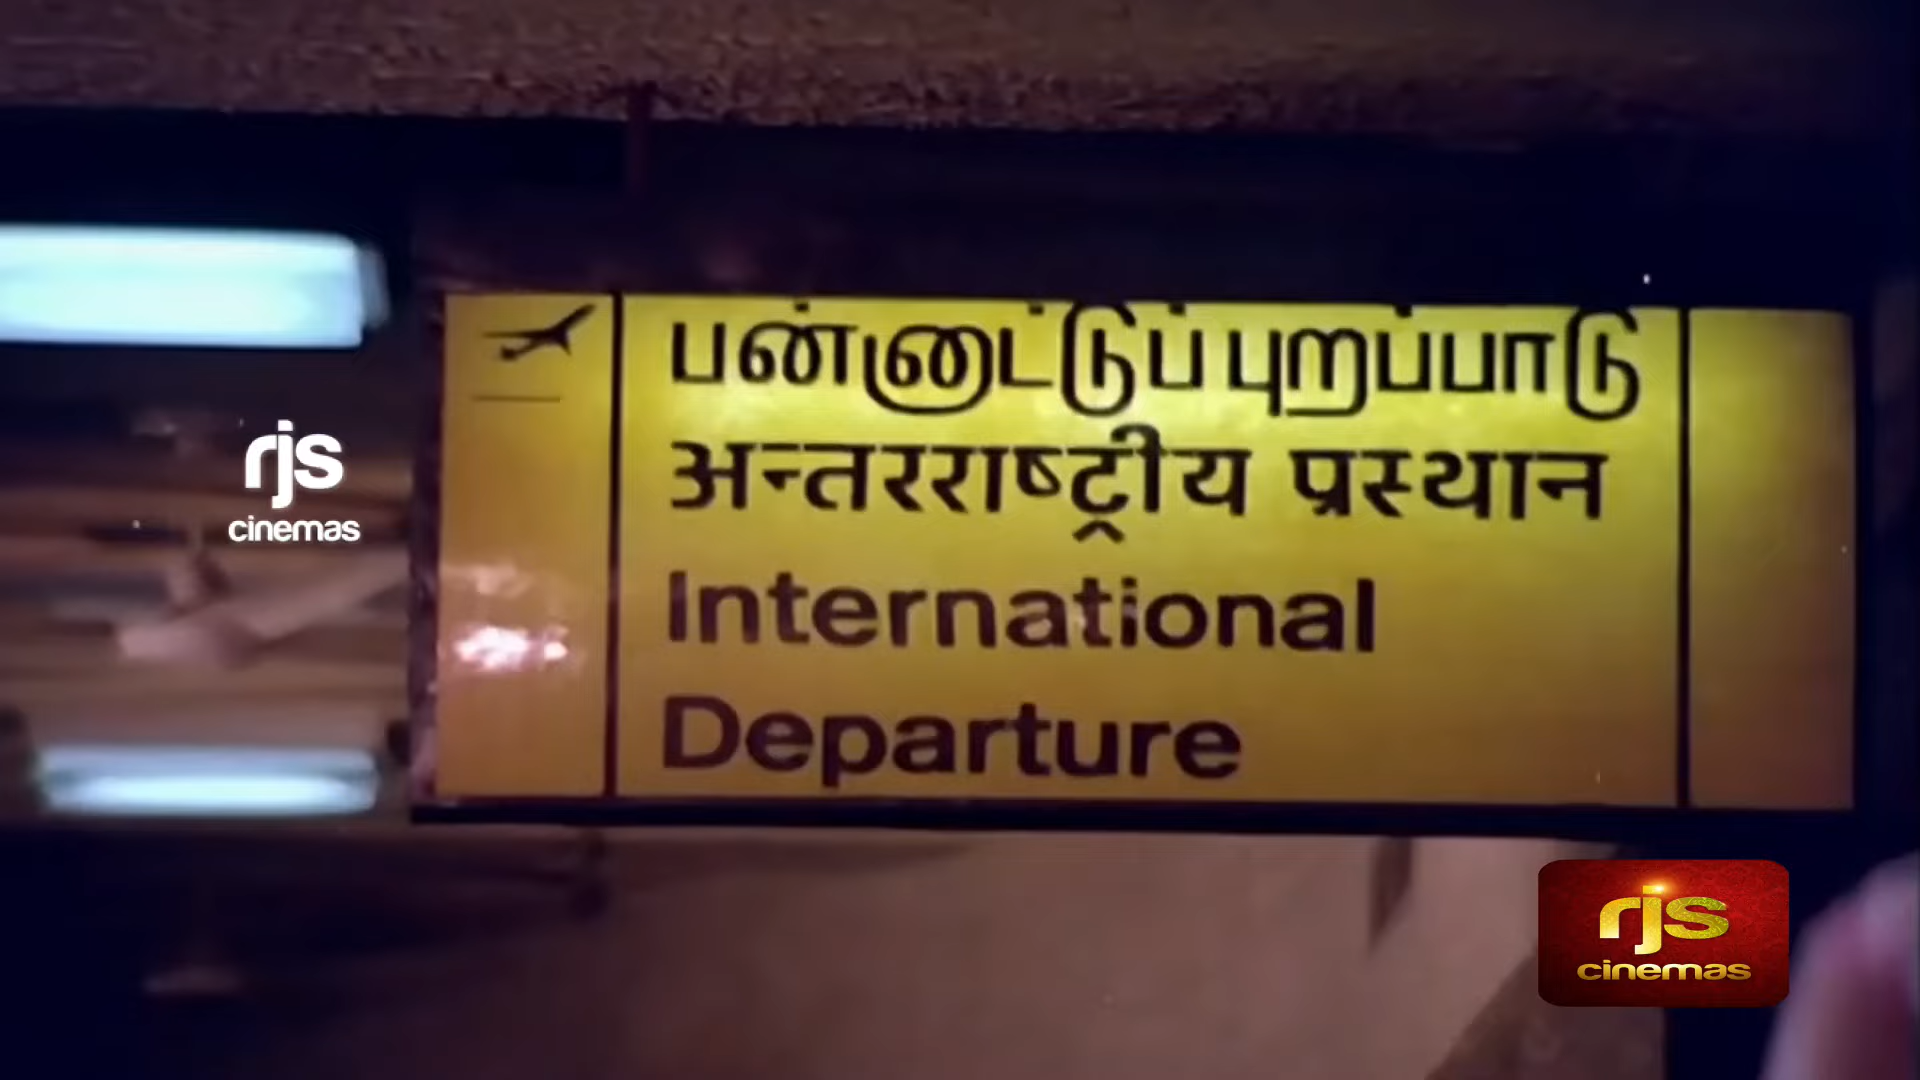 பன்னாட்டுப் புறப்பாடு
अन्तरराष्ट्रीय प्रस्थान
International
Departure
rjs
cinemas
rjs
cinemas